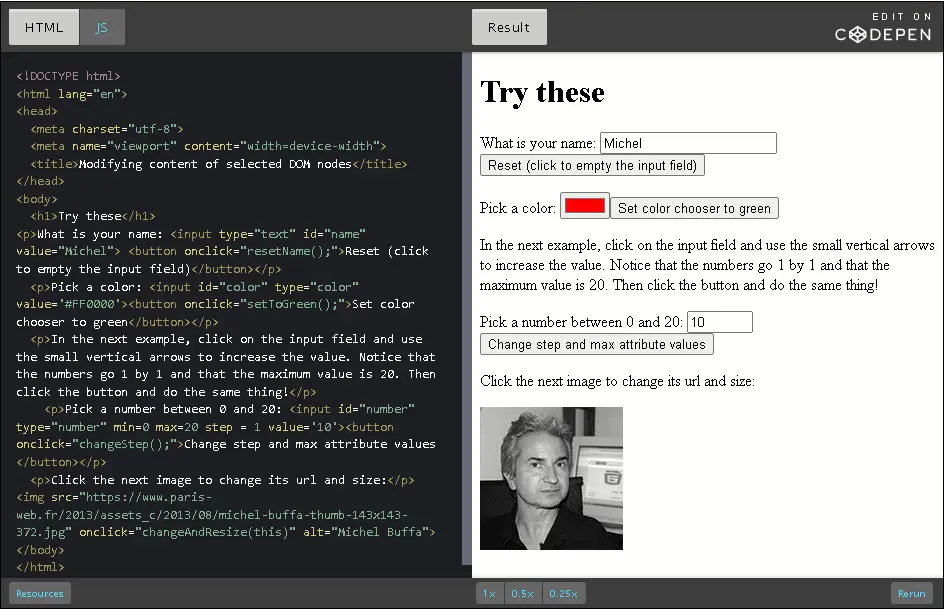 HTML
JS
Result
EDIT ON
CODEPEN
<!DOCTYPE html>
<html lang="en">
<head>
<meta charset="utf-8">
<meta name="viewport" content="width=device-width">
<title>Modifying content of selected DOM nodes</title>
</head>
<body>
<h1>Try these</h1>
<p>What is your name: <input type="text" id="name"
value="Michel"> <button onclick="resetName();">Reset (click
to empty the input field)</button></p>
<p>Pick a color: <input id="color" type="color"
value='#FF0000'><button onclick="setToGreen();">Set color
chooser to green</button></p>
<p>In the next example, click on the input field and use
the small vertical arrows to increase the value. Notice that
the numbers go 1 by 1 and that the maximum value is 20. Then
click the button and do the same thing!</p>
<p>Pick a number between 0 and 20: <input id="number"
type="number" min=0 max=20 step = 1 value='10'><button
onclick="changeStep();">Change step and max attribute values
</button></p>
<p>Click the next image to change its url and size:</p>
<img src="https://www.paris-
web.fr/2013/assets_c/2013/08/michel-buffa-thumb-143x143-
372.jpg" onclick="changeAndResize(this)" alt="Michel Buffa">
</body>
</html>
Try these
What is your name: Michel
Reset (click to empty the input field)
Pick a color: Set color chooser to green
In the next example, click on the input field and use the small vertical arrows
to increase the value. Notice that the numbers go 1 by 1 and that the
maximum value is 20. Then click the button and do the same thing!
Pick a number between 0 and 20: 10
Change step and max attribute values
Click the next image to change its url and size:
Resources
1×
0.5×
0.25×
Rerun